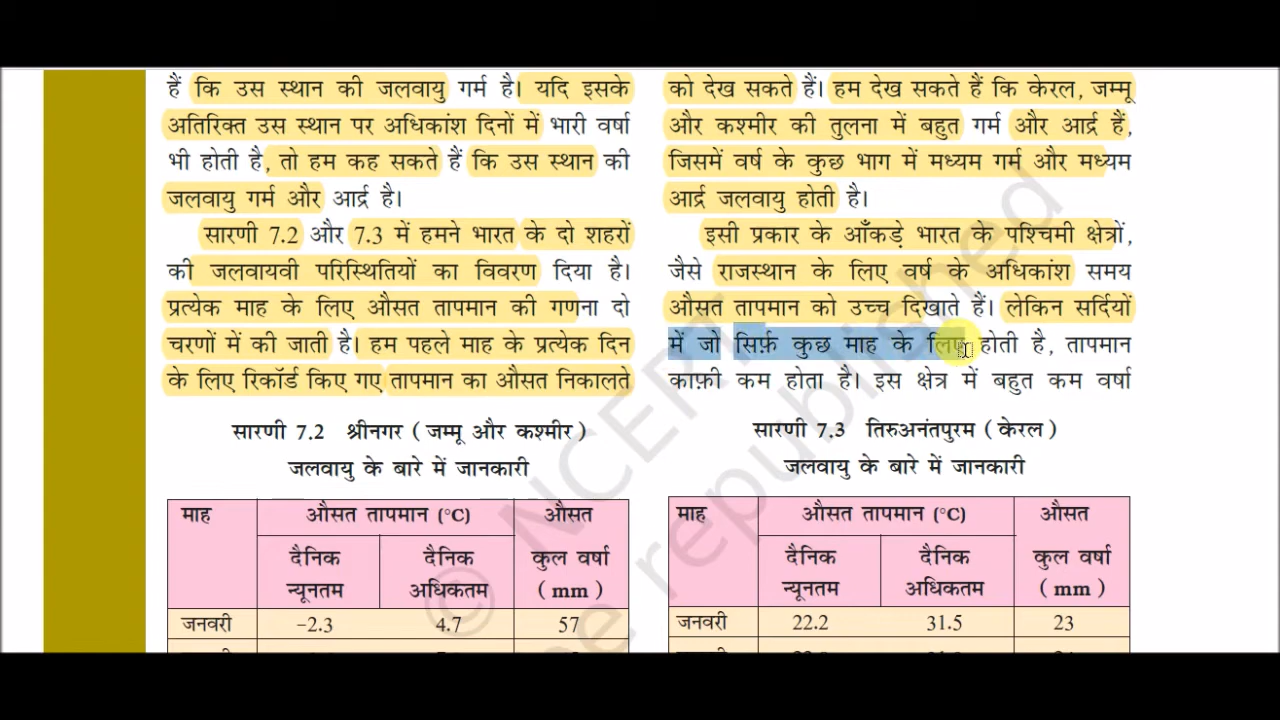 हैं कि उस स्थान की जलवायु गर्म है। यदि इसके
अतिरिक्त उस स्थान पर अधिकांश दिनों में भारी वर्षा
भी होती है, तो हम कह सकते हैं कि उस स्थान की
जलवायु गर्म और आर्द्र है।
सारणी 7.2 और 7.3 में हमने भारत के दो शहरों
की जलवायवी परिस्थितियों का विवरण दिया है।
प्रत्येक माह के लिए औसत तापमान की गणना दो
चरणों में की जाती है। हम पहले माह के प्रत्येक दिन
के लिए रिकॉर्ड किए गए तापमान का औसत निकालते
सारणी 7.2 श्रीनगर (जम्मू और कश्मीर)
जलवायु के बारे में जानकारी
माह औसत तापमान (°C) औसत
दैनिक दैनिक कुल वर्षा
न्यूनतम अधिकतम (mm)
जनवरी –2.3 4.7 57
को देख सकते हैं। हम देख सकते हैं कि केरल, जम्मू
और कश्मीर की तुलना में बहुत गर्म और आर्द्र हैं,
जिसमें वर्ष के कुछ भाग में मध्यम गर्म और मध्यम
आर्द्र जलवायु होती है।
इसी प्रकार के आँकड़े भारत के पश्चिमी क्षेत्रों,
जैसे राजस्थान के लिए वर्ष के अधिकांश समय
औसत तापमान को उच्च दिखाते हैं। लेकिन सर्दियों
में जो सिर्फ़ कुछ माह के लिए होती है, तापमान
काफ़ी कम होता है। इस क्षेत्र में बहुत कम वर्षा
सारणी 7.3 तिरुअनंतपुरम (केरल)
जलवायु के बारे में जानकारी
माह औसत तापमान (°C) औसत
दैनिक दैनिक कुल वर्षा
न्यूनतम अधिकतम (mm)
जनवरी 22.2 31.5 23
© NCERT
be republished